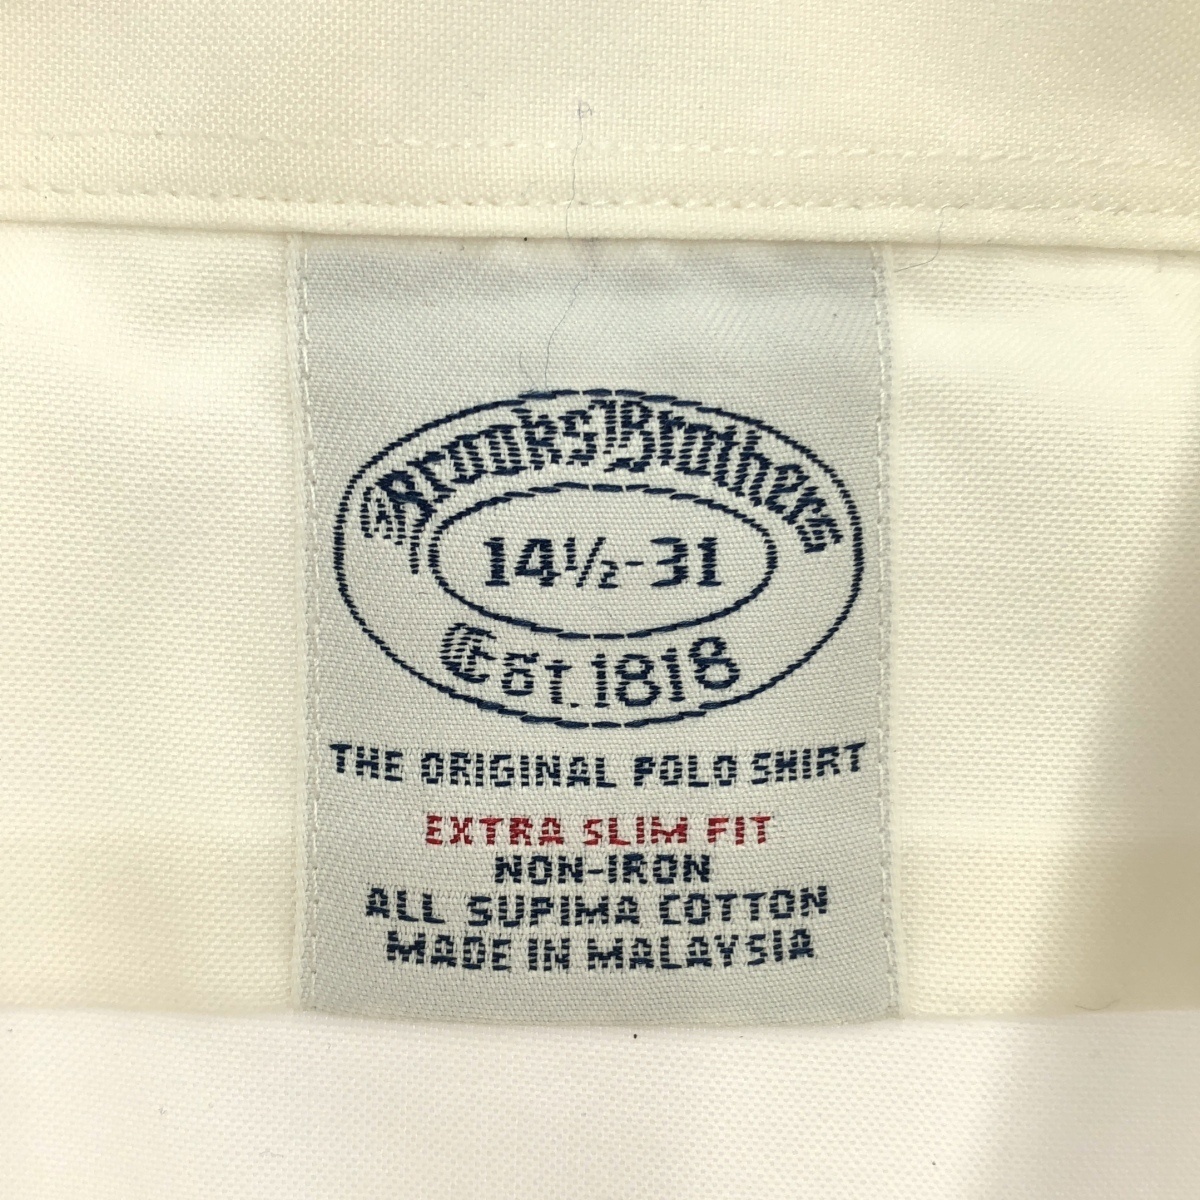 Brooks Brothers
14½-31
Est. 1818
THE ORIGINAL POLO SHIRT
EXTRA SLIM FIT
NON-IRON
ALL SUPIMA COTTON
MADE IN MALAYSIA